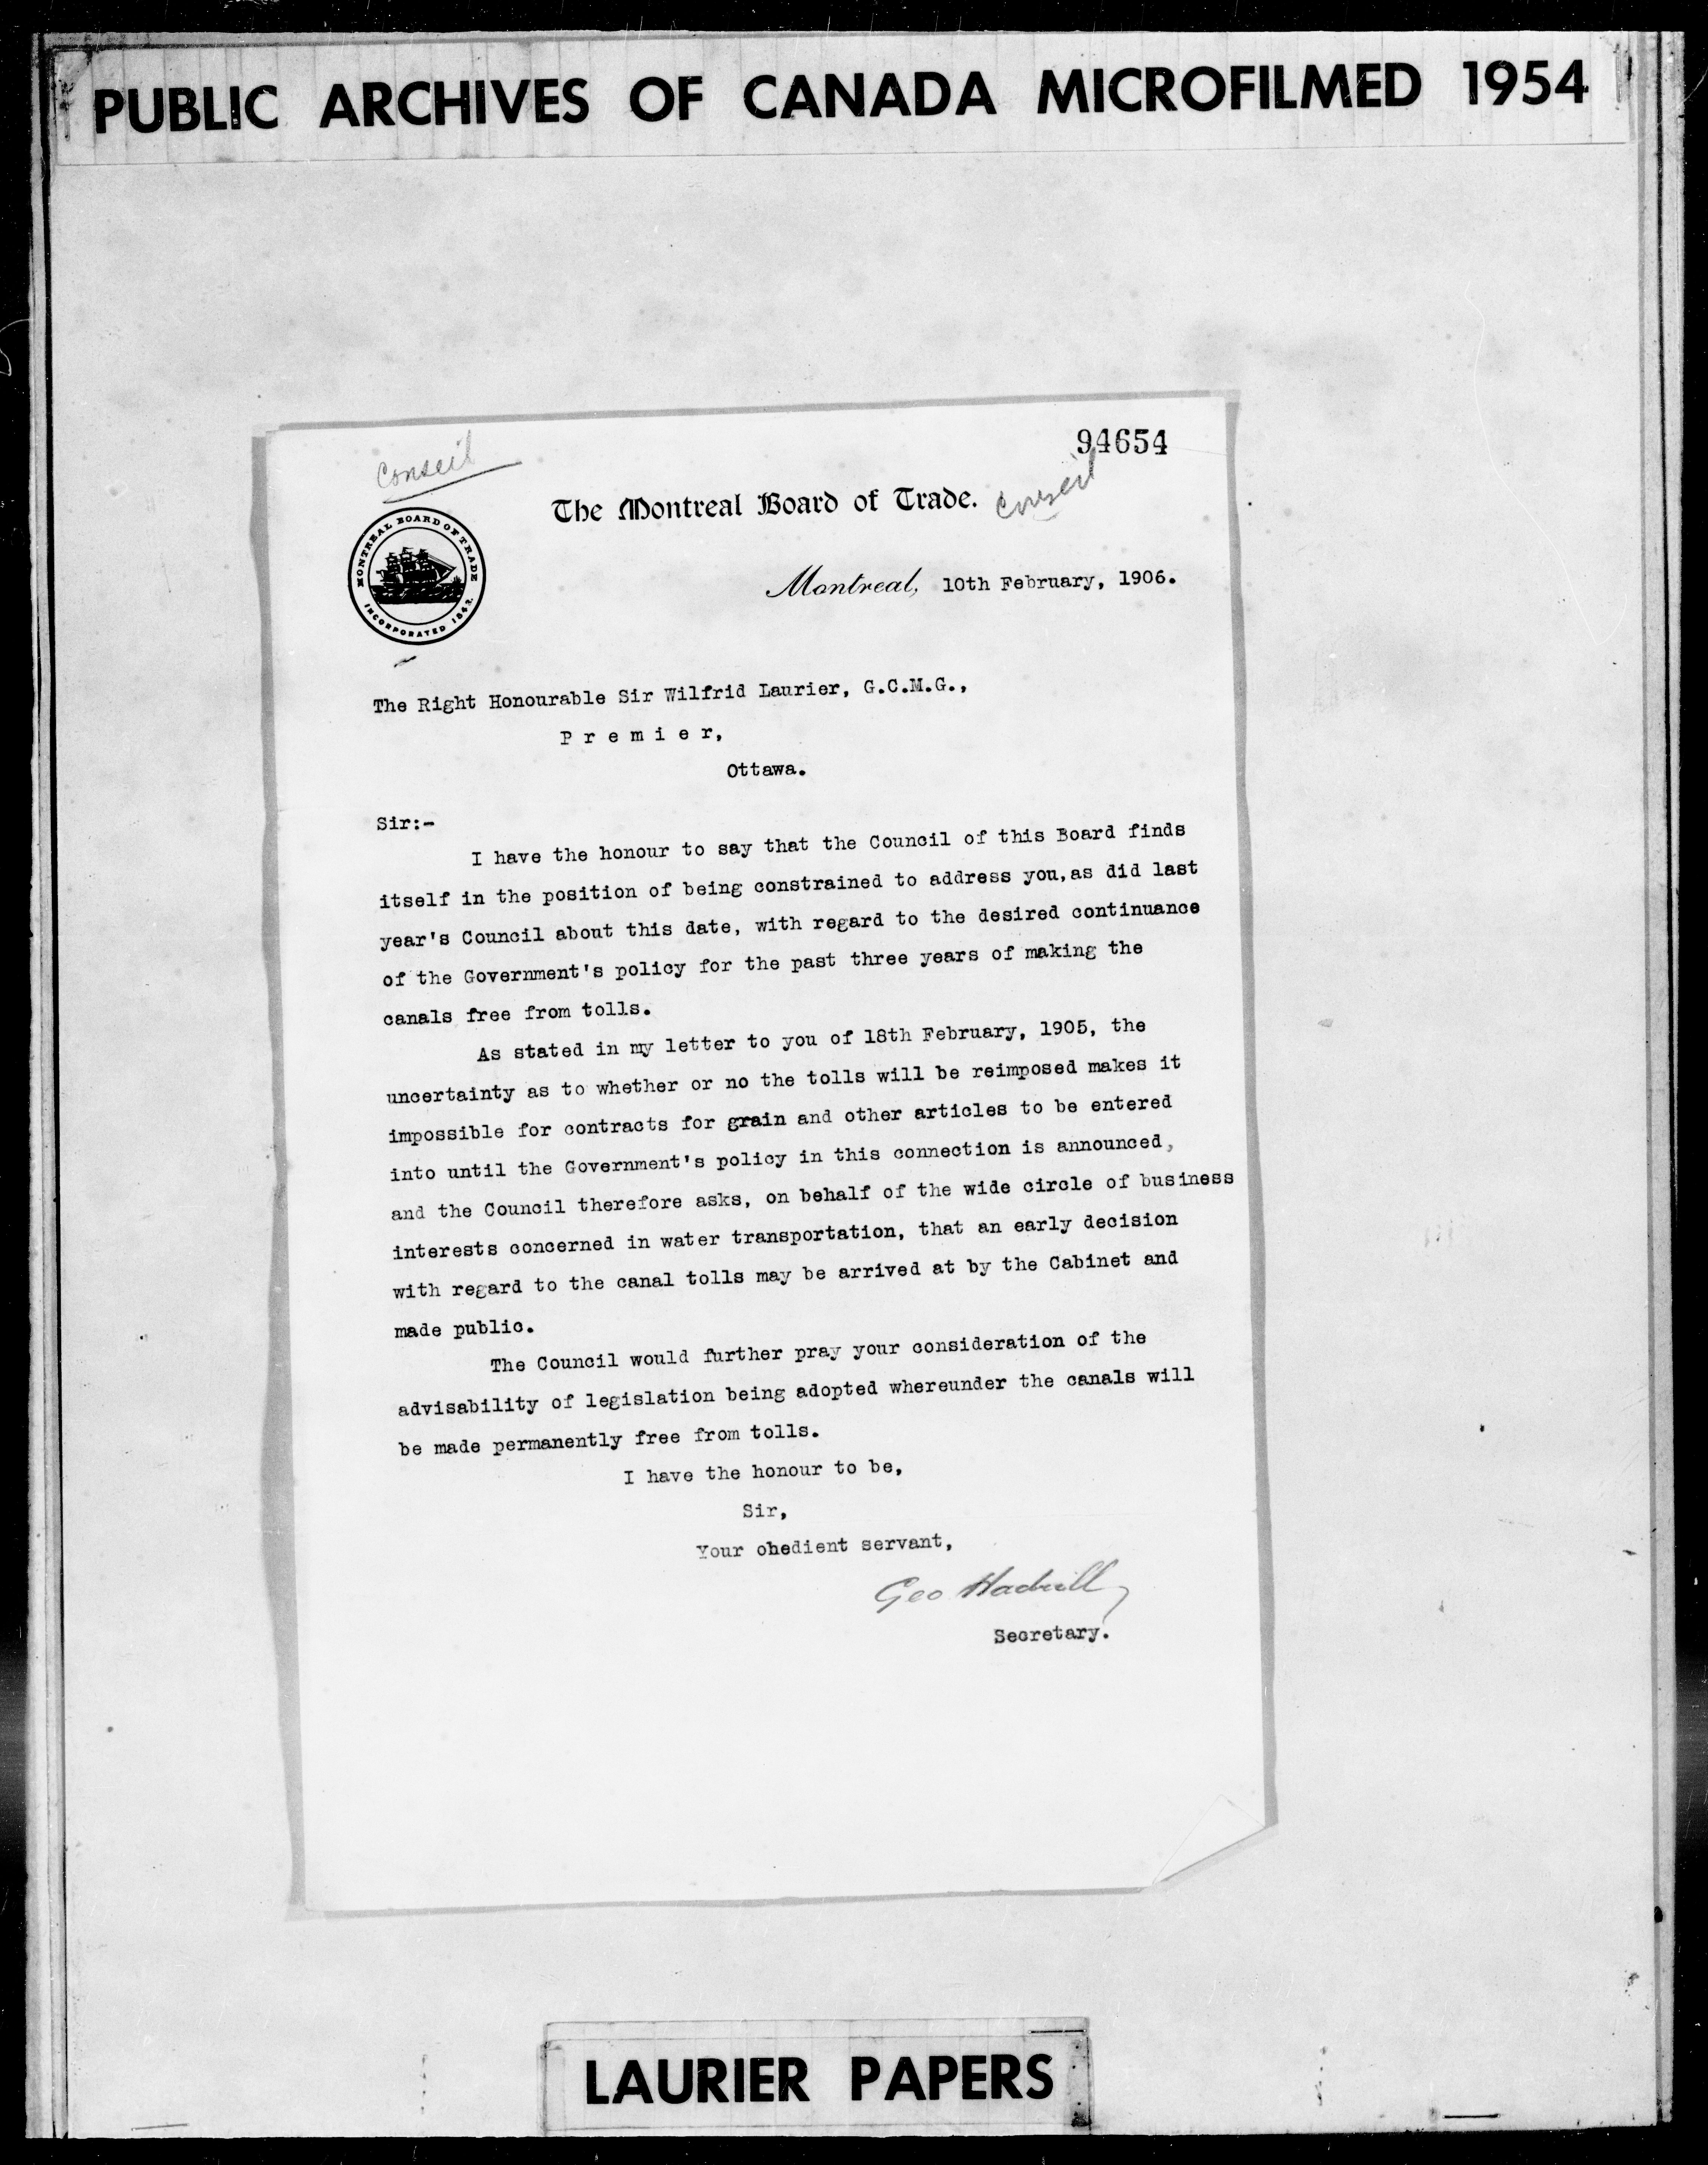 PUBLIC ARCHIVES OF CANADA MICROFILMED 1954
94654
Conseil
The Montreal Board of Trade.
Conseil
MONTREAL BOARD OF TRADE
INCORPORATED 1842.
Montreal, 10th February, 1906.
The Right Honourable Sir Wilfrid Laurier, G.C.M.G.,
P r e m i e r,
Ottawa.
Sir:-
I have the honour to say that the Council of this Board finds
itself in the position of being constrained to address you,as did last
year's Council about this date, with regard to the desired continuance
of the Government's policy for the past three years of making the
canals free from tolls.
As stated in my letter to you of 18th February, 1905, the
uncertainty as to whether or no the tolls will be reimposed makes it
impossible for contracts for grain and other articles to be entered
into until the Government's policy in this connection is announced,
and the Council therefore asks, on behalf of the wide circle of business
interests concerned in water transportation, that an early decision
with regard to the canal tolls may be arrived at by the Cabinet and
made public.
The Council would further pray your consideration of the
advisability of legislation being adopted whereunder the canals will
be made permanently free from tolls.
I have the honour to be,
Sir,
Your obedient servant,
Geo Hadrill
Secretary.
LAURIER PAPERS